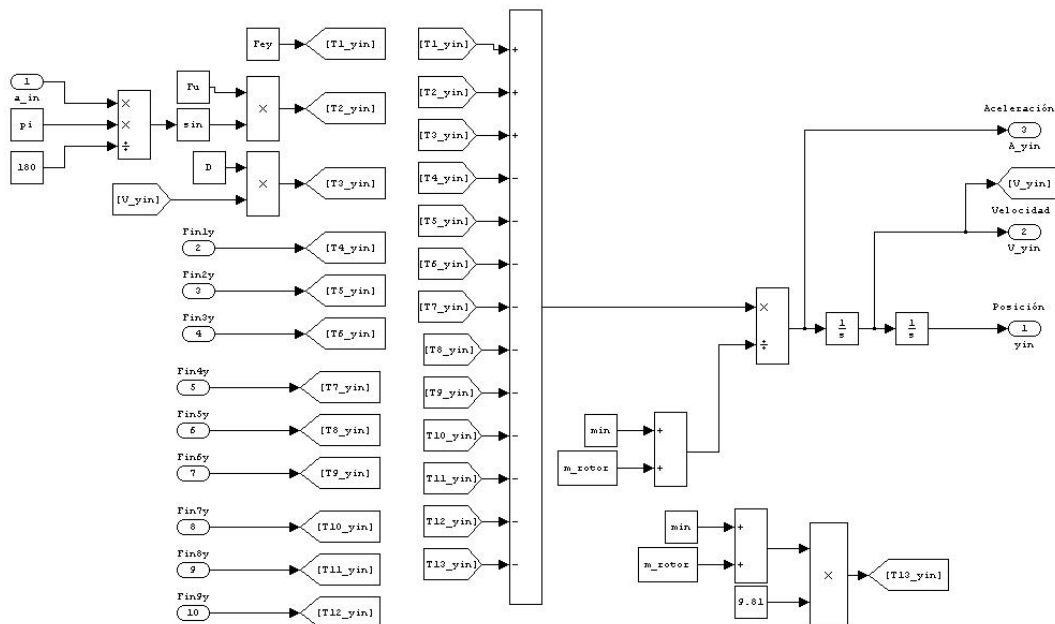 Fey
[T1_yin]
[T1_yin]
+
1
a_in
Fu
[T2_yin]
[T2_yin]
+
pi
×
×
÷
sin
×
Aceleración
3
A_yin
[T3_yin]
+
180
D
×
[T3_yin]
[T4_yin]
-
[V_yin]
[V_yin]
Velocidad
2
V_yin
[T5_yin]
-
Fin1y
2
[T4_yin]
[T6_yin]
-
Fin2y
3
[T5_yin]
[T7_yin]
-
×
÷
1
s
1
s
Posición
1
yin
Fin3y
4
[T6_yin]
[T8_yin]
-
Fin4y
5
[T7_yin]
[T9_yin]
-
Fin5y
6
[T8_yin]
T10_yin]
-
min
+
m_rotor
+
Fin6y
7
[T9_yin]
T11_yin]
-
Fin7y
8
[T10_yin]
T12_yin]
-
min
+
m_rotor
+
Fin8y
9
[T11_yin]
T13_yin]
-
×
[T13_yin]
9.81
Fin9y
10
[T12_yin]